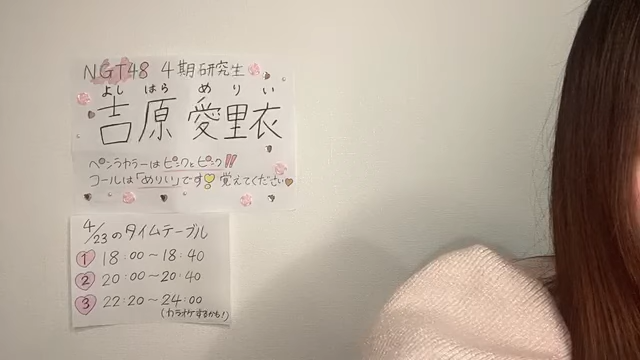 NGT48 4期研究生
よし はら めりい
吉原 愛里衣
ペンラカラーはピンクとピンク!!
コールは「めりい」です! 覚えてください
4/23のタイムテーブル
1 18:00～18:40
2 20:00～20:40
3 22:20～24:00
(カラオケするかも!)